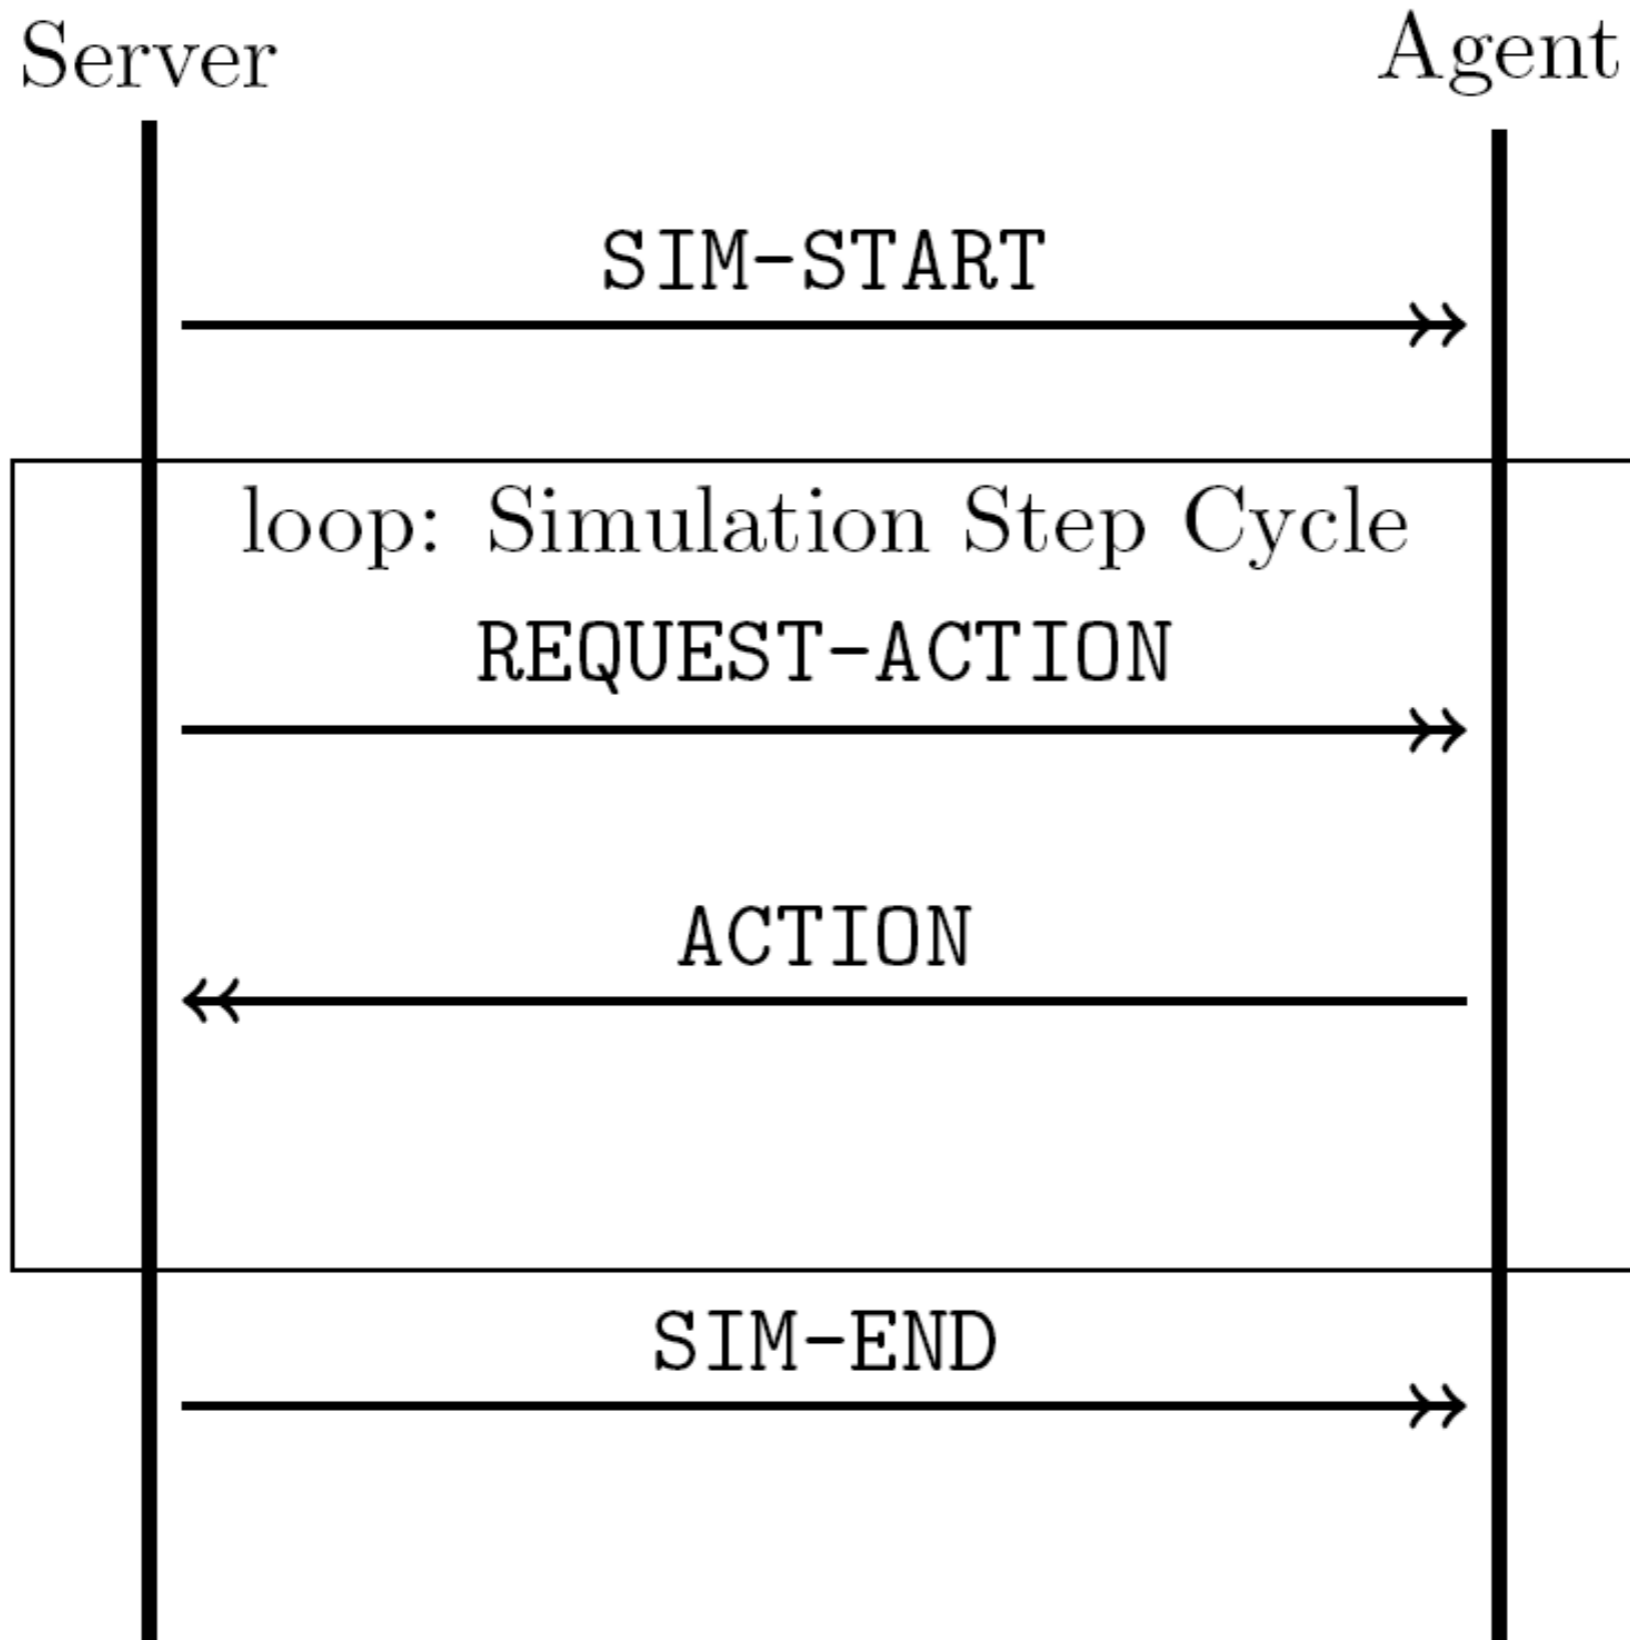 Server
Agent
SIM-START
loop: Simulation Step Cycle
REQUEST-ACTION
ACTION
SIM-END